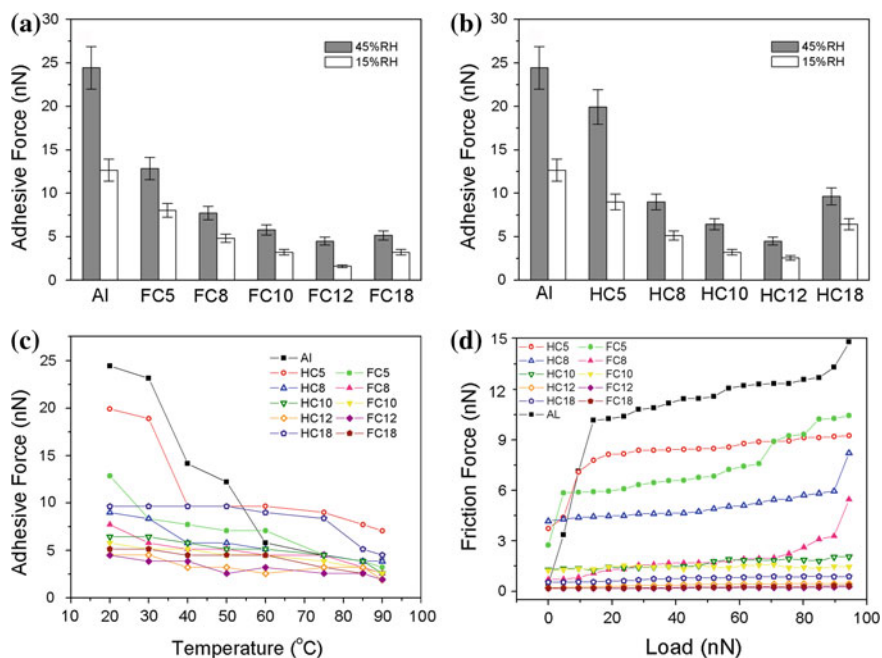 (a)
Adhesive Force (nN)
30
25
20
15
10
5
0
45%RH
15%RH
Al FC5 FC8 FC10 FC12 FC18
(b)
Adhesive Force (nN)
30
25
20
15
10
5
0
45%RH
15%RH
Al HC5 HC8 HC10 HC12 HC18
(c)
Adhesive Force (nN)
25
20
15
10
5
0
Al
HC5 FC5
HC8 FC8
HC10 FC10
HC12 FC12
HC18 FC18
20 30 40 50 60 70 80 90
Temperature (°C)
(d)
Friction Force (nN)
15
12
9
6
3
0
HC5 FC5
HC8 FC8
HC10 FC10
HC12 FC12
HC18 FC18
AL
0 20 40 60 80 100
Load (nN)